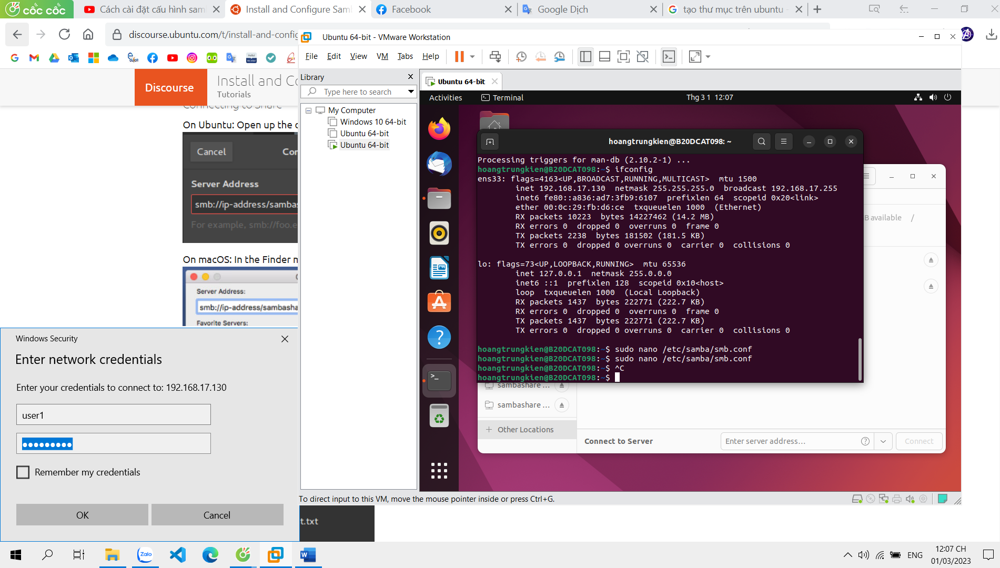 cốc cốc
Cách cài đặt cấu hình saml
Install and Configure Saml
Facebook
Google Dịch
tạo thư mục trên ubuntu -
discourse.ubuntu.com/t/install-and-config
Discourse
Install and Co
Tutorials
Connecting to Share
On Ubuntu: Open up the
Cancel
Con
Server Address
smb://ip-address/sambas
For example, smb://foo.e
On macOS: In the Finder m
Server Address:
smb://ip-address/sambasha
Favorite Servers:
Ubuntu 64-bit - VMware Workstation
File Edit View VM Tabs Help
Library
Type here to search
My Computer
Windows 10 64-bit
Ubuntu 64-bit
Ubuntu 64-bit
Ubuntu 64-bit
Activities
Terminal
Thg 3 1 12:07
hoangtrungkien@B20DCAT098: ~
Processing triggers for man-db (2.10.2-1) ...
hoangtrungkien@B20DCAT098:~$ ifconfig
ens33: flags=4163<UP,BROADCAST,RUNNING,MULTICAST>  mtu 1500
inet 192.168.17.130  netmask 255.255.255.0  broadcast 192.168.17.255
inet6 fe80::a836:ad7:3fb9:6107  prefixlen 64  scopeid 0x20<link>
ether 00:0c:29:fb:d6:ce  txqueuelen 1000  (Ethernet)
RX packets 10223  bytes 14227462 (14.2 MB)
RX errors 0  dropped 0  overruns 0  frame 0
TX packets 2238  bytes 181502 (181.5 KB)
TX errors 0  dropped 0 overruns 0  carrier 0  collisions 0
lo: flags=73<UP,LOOPBACK,RUNNING>  mtu 65536
inet 127.0.0.1  netmask 255.0.0.0
inet6 ::1  prefixlen 128  scopeid 0x10<host>
loop  txqueuelen 1000  (Local Loopback)
RX packets 1437  bytes 222771 (222.7 KB)
RX errors 0  dropped 0  overruns 0  frame 0
TX packets 1437  bytes 222771 (222.7 KB)
TX errors 0  dropped 0 overruns 0  carrier 0  collisions 0
hoangtrungkien@B20DCAT098:~$ sudo nano /etc/samba/smb.conf
hoangtrungkien@B20DCAT098:~$ sudo nano /etc/samba/smb.conf
hoangtrungkien@B20DCAT098:~$ ^C
hoangtrungkien@B20DCAT098:~$
B available /
sambashare ...
sambashare ...
Other Locations
Connect to Server
Enter server address...
Connect
To direct input to this VM, move the mouse pointer inside or press Ctrl+G.
Windows Security
Enter network credentials
Enter your credentials to connect to: 192.168.17.130
user1
Remember my credentials
OK
Cancel
t.txt
Zalo
ENG
12:07 CH
01/03/2023